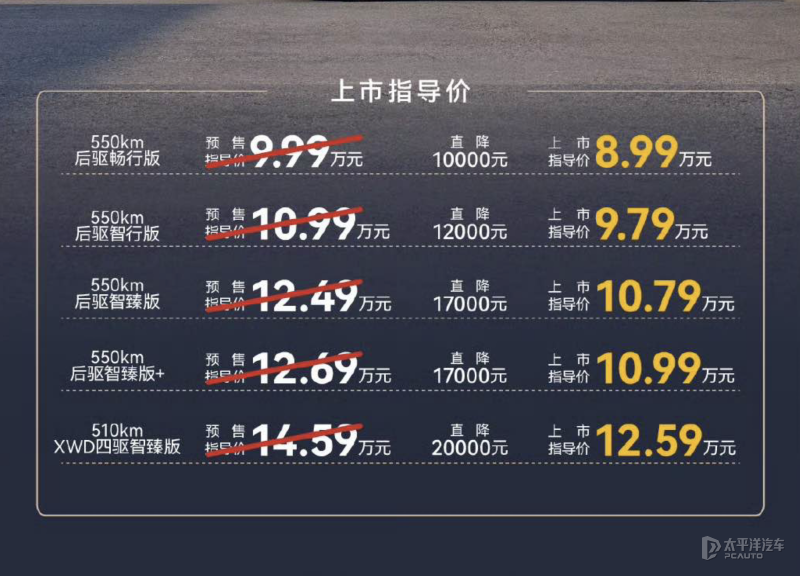 上市指导价
550km
后驱畅行版
预售
指导价
9.99万元
直降
10000元
上市
指导价
8.99万元
550km
后驱智行版
预售
指导价
10.99万元
直降
12000元
上市
指导价
9.79万元
550km
后驱智臻版
预售
指导价
12.49万元
直降
17000元
上市
指导价
10.79万元
550km
后驱智臻版+
预售
指导价
12.69万元
直降
17000元
上市
指导价
10.99万元
510km
XWD四驱智臻版
预售
指导价
14.59万元
直降
20000元
上市
指导价
12.59万元
太平洋汽车
PCAUTO